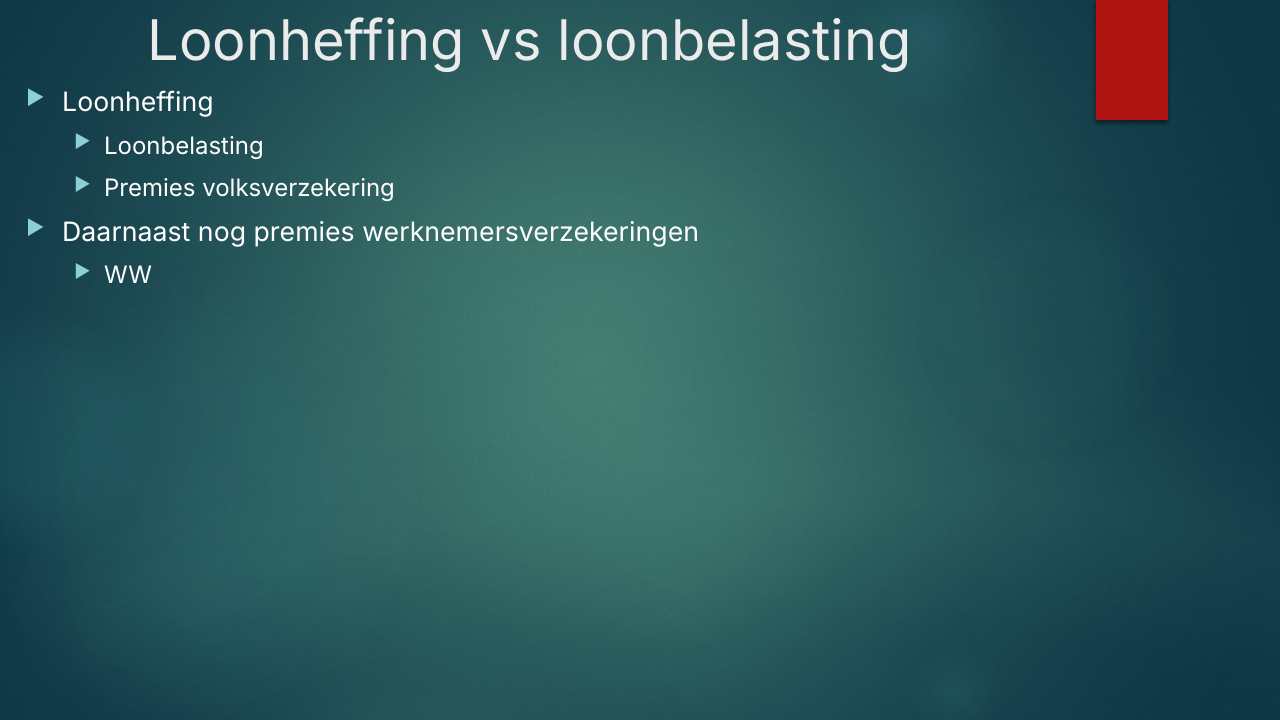 Loonheffing vs loonbelasting
Loonheffing
Loonbelasting
Premies volksverzekering
Daarnaast nog premies werknemersverzekeringen
WW